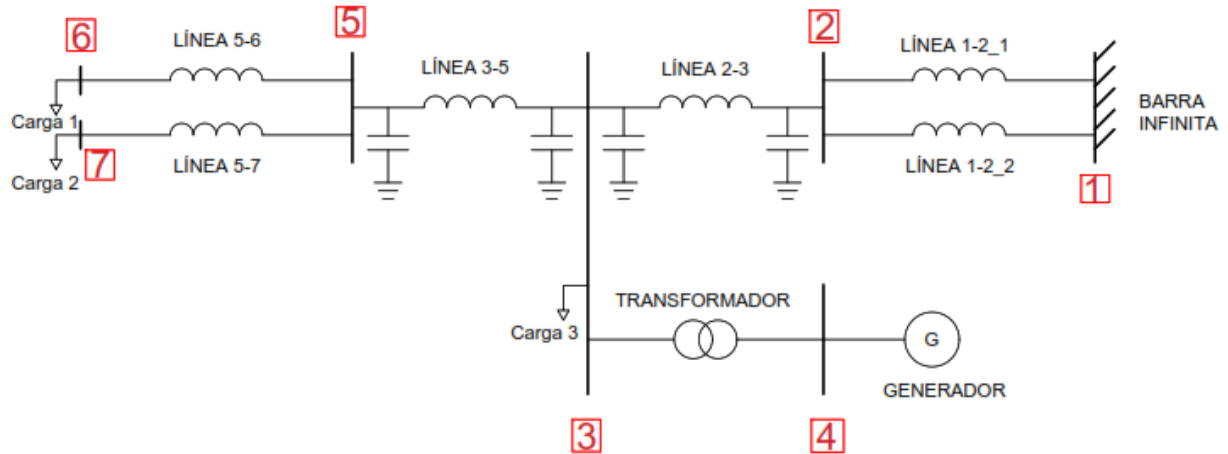 6
LÍNEA 5-6
5
LÍNEA 3-5
LÍNEA 2-3
2
LÍNEA 1-2_1
BARRA
INFINITA
Carga 1
7
LÍNEA 5-7
Carga 2
LÍNEA 1-2_2
1
TRANSFORMADOR
Carga 3
G
GENERADOR
3
4